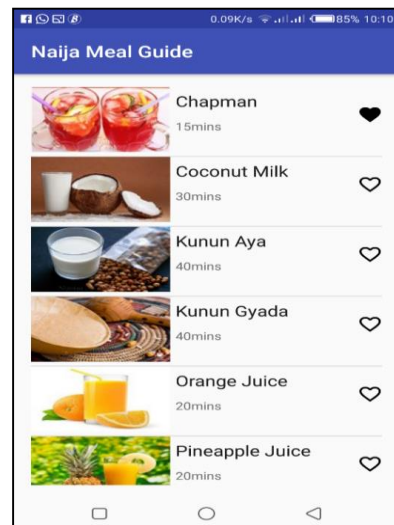 0.09K/s 85% 10:10
Naija Meal Guide
Chapman
15mins
Coconut Milk
30mins
Kunun Aya
40mins
Kunun Gyada
40mins
Orange Juice
20mins
Pineapple Juice
20mins